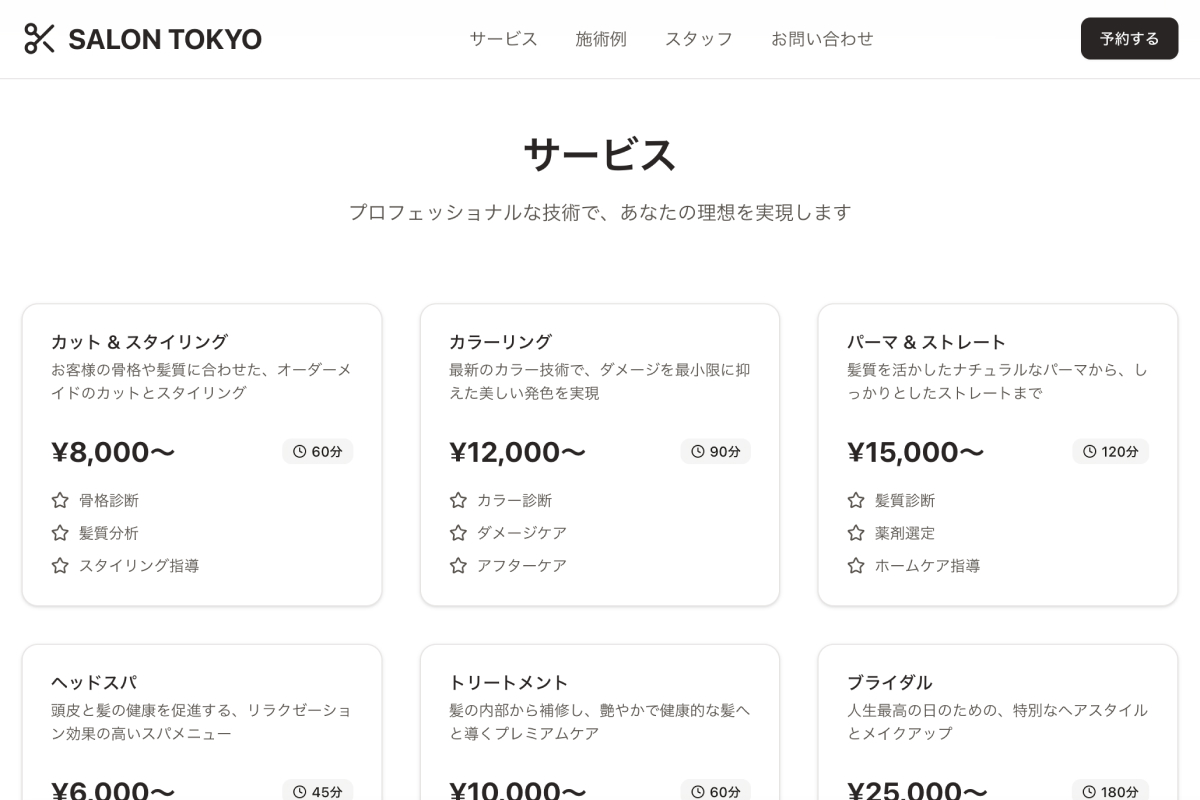 SALON TOKYO
サービス 施術例 スタッフ お問い合わせ
予約する
サービス
プロフェッショナルな技術で、あなたの理想を実現します
カット & スタイリング
お客様の骨格や髪質に合わせた、オーダーメ
イドのカットとスタイリング
¥8,000〜
60分
骨格診断
髪質分析
スタイリング指導
カラーリング
最新のカラー技術で、ダメージを最小限に抑
えた美しい発色を実現
¥12,000〜
90分
カラー診断
ダメージケア
アフターケア
パーマ & ストレート
髪質を活かしたナチュラルなパーマから、し
っかりとしたストレートまで
¥15,000〜
120分
髪質診断
薬剤選定
ホームケア指導
ヘッドスパ
頭皮と髪の健康を促進する、リラクゼーショ
ン効果の高いスパメニュー
¥6,000〜
45分
トリートメント
髪の内部から補修し、艶やかで健康的な髪へ
と導くプレミアムケア
¥10,000〜
60分
ブライダル
人生最高の日のための、特別なヘアスタイル
とメイクアップ
¥25,000〜
180分